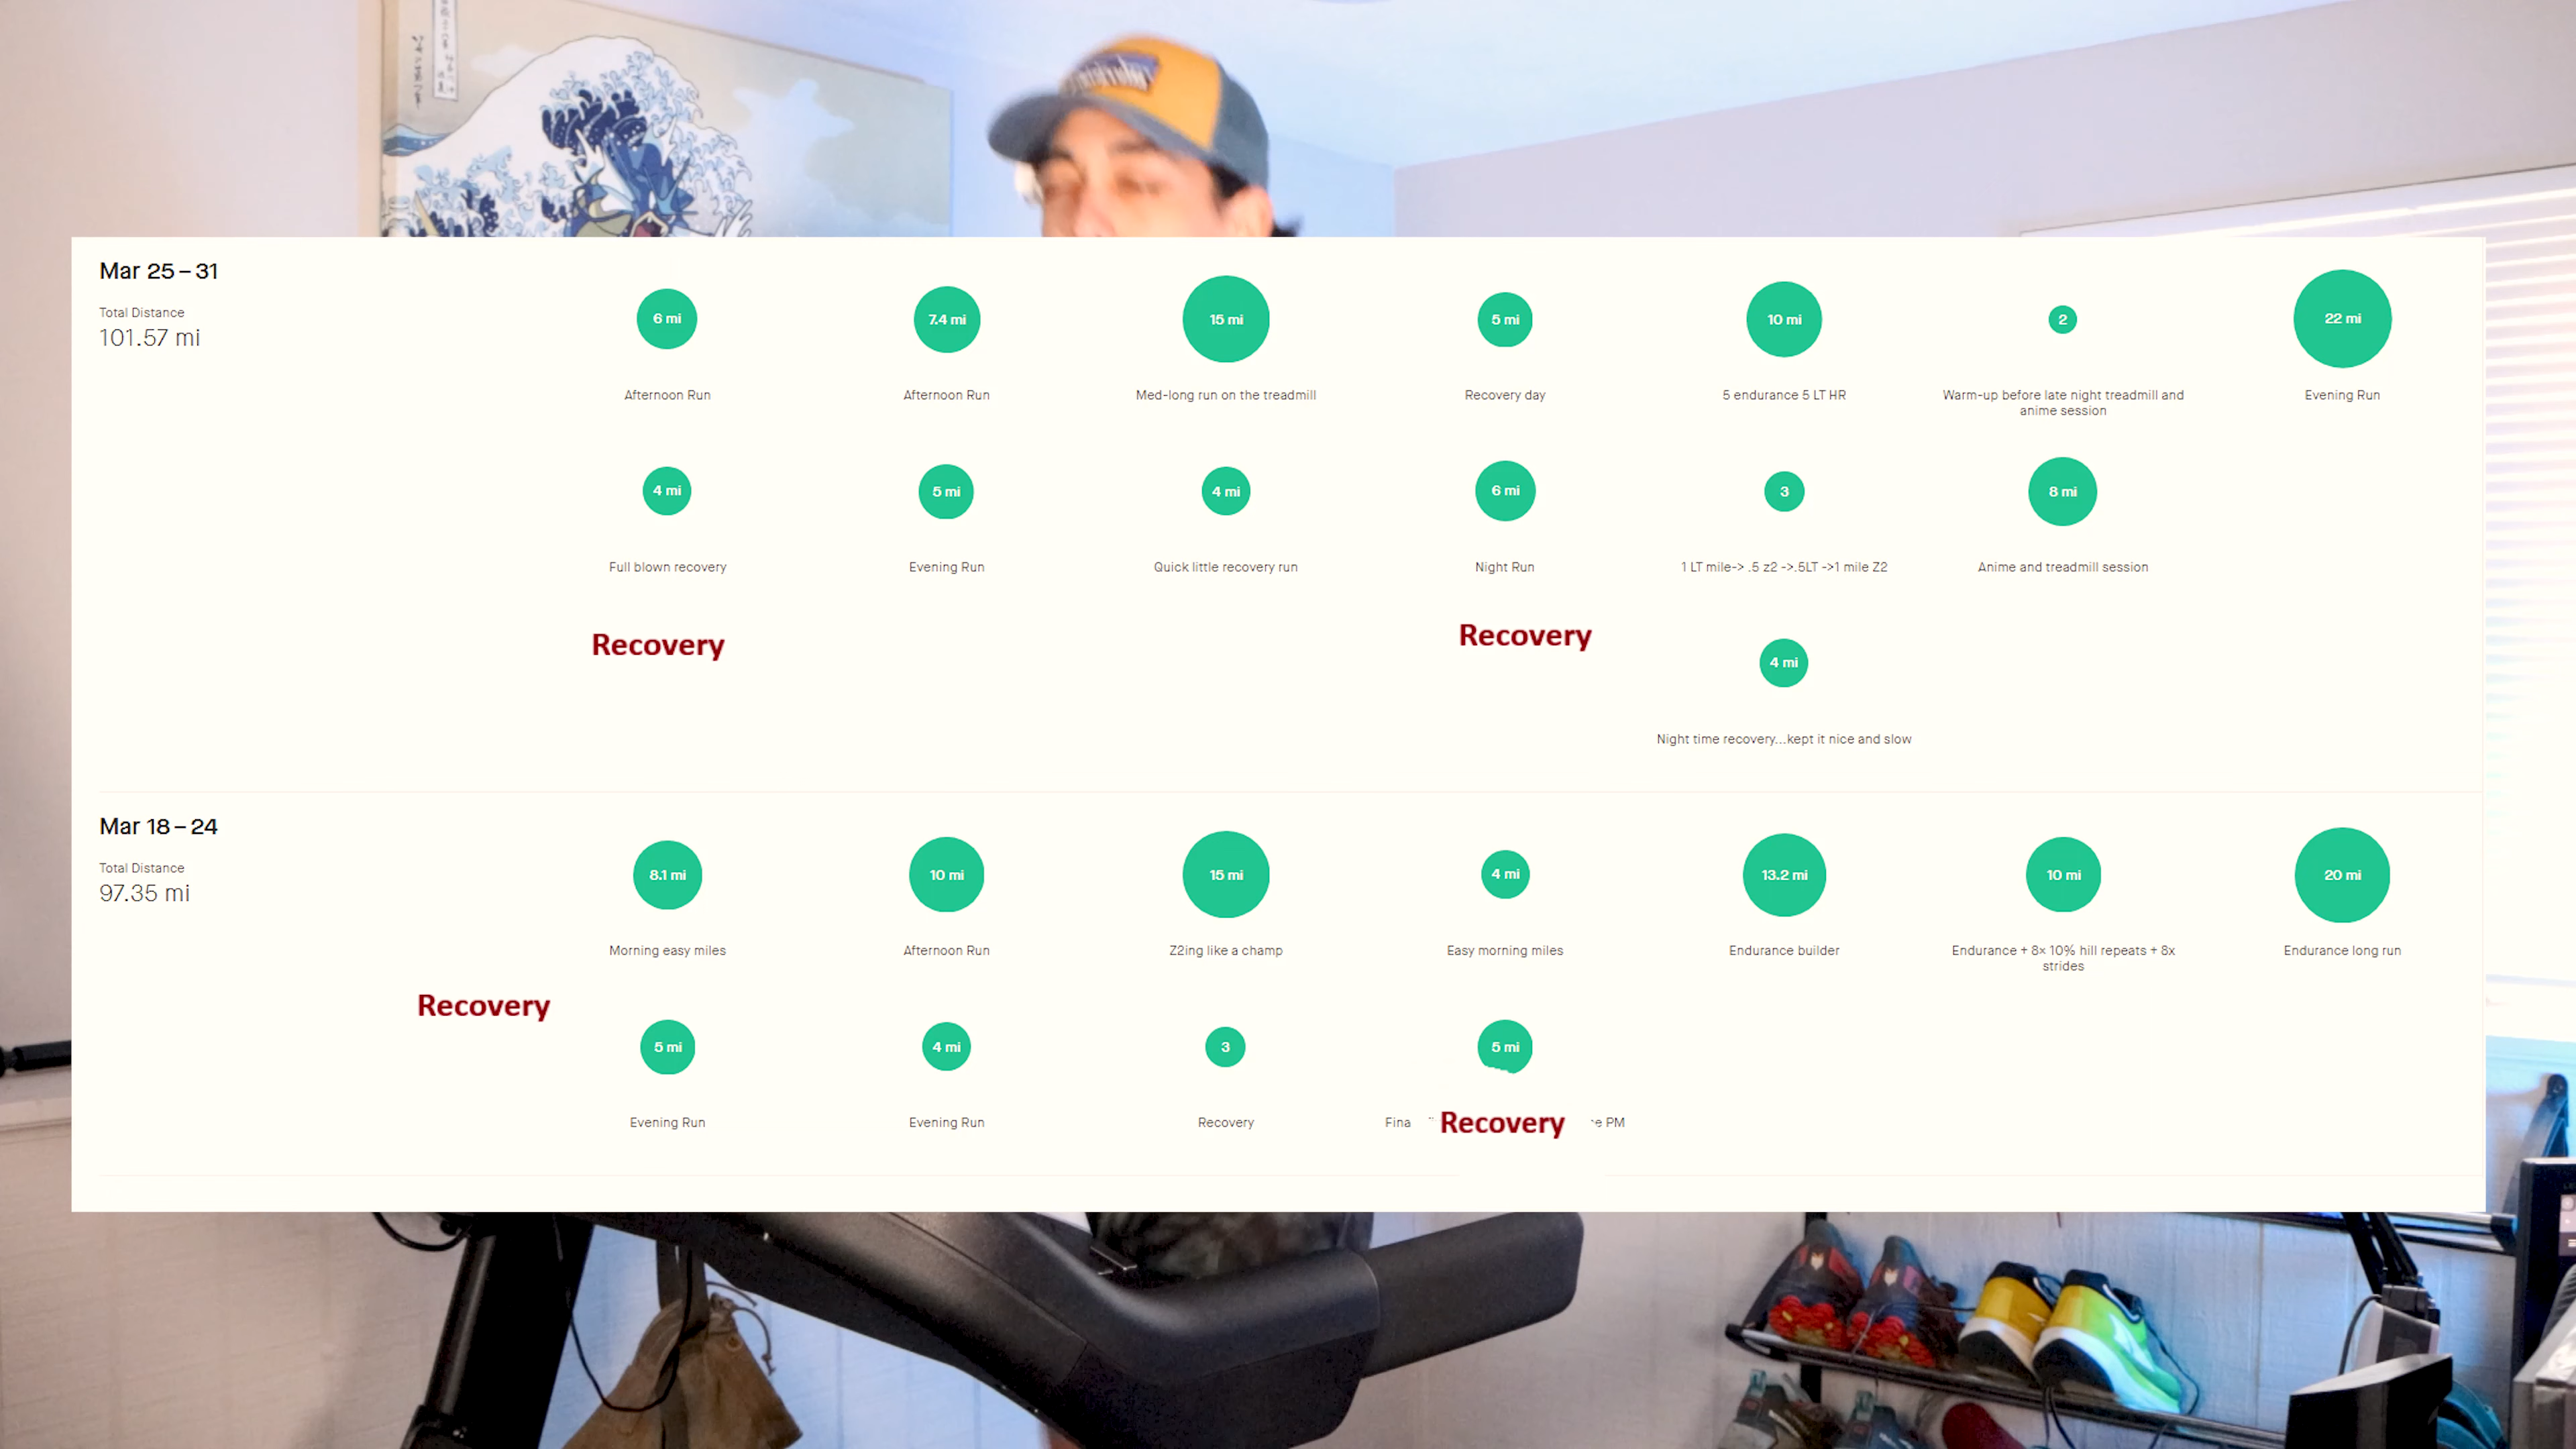 Mar 25 – 31
Total Distance
101.57 mi
6 mi
7.4 mi
15 mi
5 mi
10 mi
2
22 mi
Afternoon Run
Afternoon Run
Med-long run on the treadmill
Recovery day
5 endurance 5 LT HR
Warm-up before late night treadmill and
anime session
Evening Run
4 mi
5 mi
4 mi
6 mi
3
8 mi
Full blown recovery
Evening Run
Quick little recovery run
Night Run
1 LT mile-> .5 z2 ->.5LT ->1 mile Z2
Anime and treadmill session
Recovery
Recovery
4 mi
Night time recovery...kept it nice and slow
Mar 18 – 24
Total Distance
97.35 mi
8.1 mi
10 mi
15 mi
4 mi
13.2 mi
10 mi
20 mi
Morning easy miles
Afternoon Run
Z2ing like a champ
Easy morning miles
Endurance builder
Endurance + 8x 10% hill repeats + 8x
strides
Endurance long run
Recovery
5 mi
4 mi
3
5 mi
Evening Run
Evening Run
Recovery
Recovery
PM